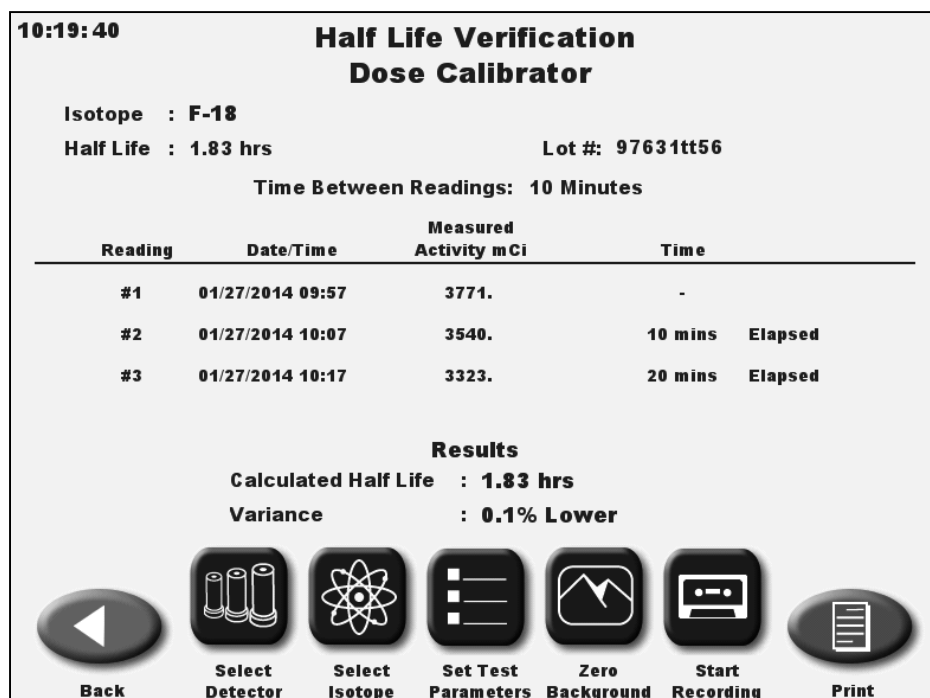 10:19:40
Half Life Verification
Dose Calibrator
Isotope : F-18
Half Life : 1.83 hrs Lot #: 97631tt56
Time Between Readings: 10 Minutes
Measured
Reading Date/Time Activity mCi Time
#1 01/27/2014 09:57 3771. -
#2 01/27/2014 10:07 3540. 10 mins Elapsed
#3 01/27/2014 10:17 3323. 20 mins Elapsed
Results
Calculated Half Life : 1.83 hrs
Variance : 0.1% Lower
Select Select Set Test Zero Start
Back Detector Isotope Parameters Background Recording Print